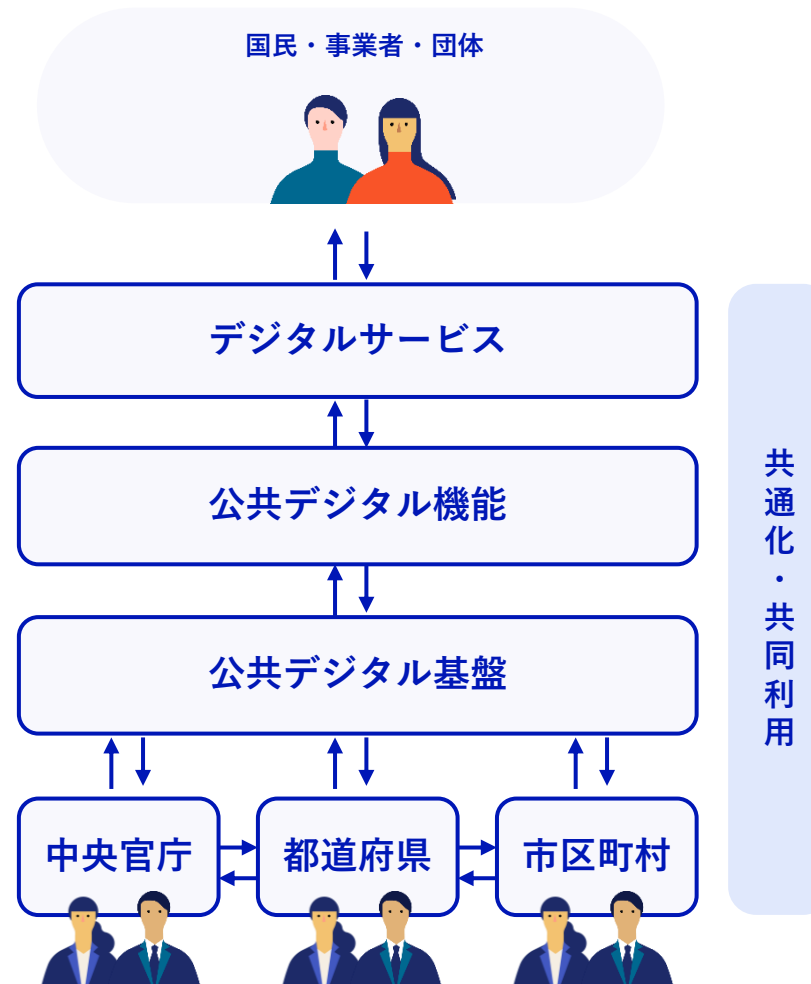 国民・事業者・団体
デジタルサービス
公共デジタル機能
公共デジタル基盤
中央官庁
都道府県
市区町村
共通化・共同利用